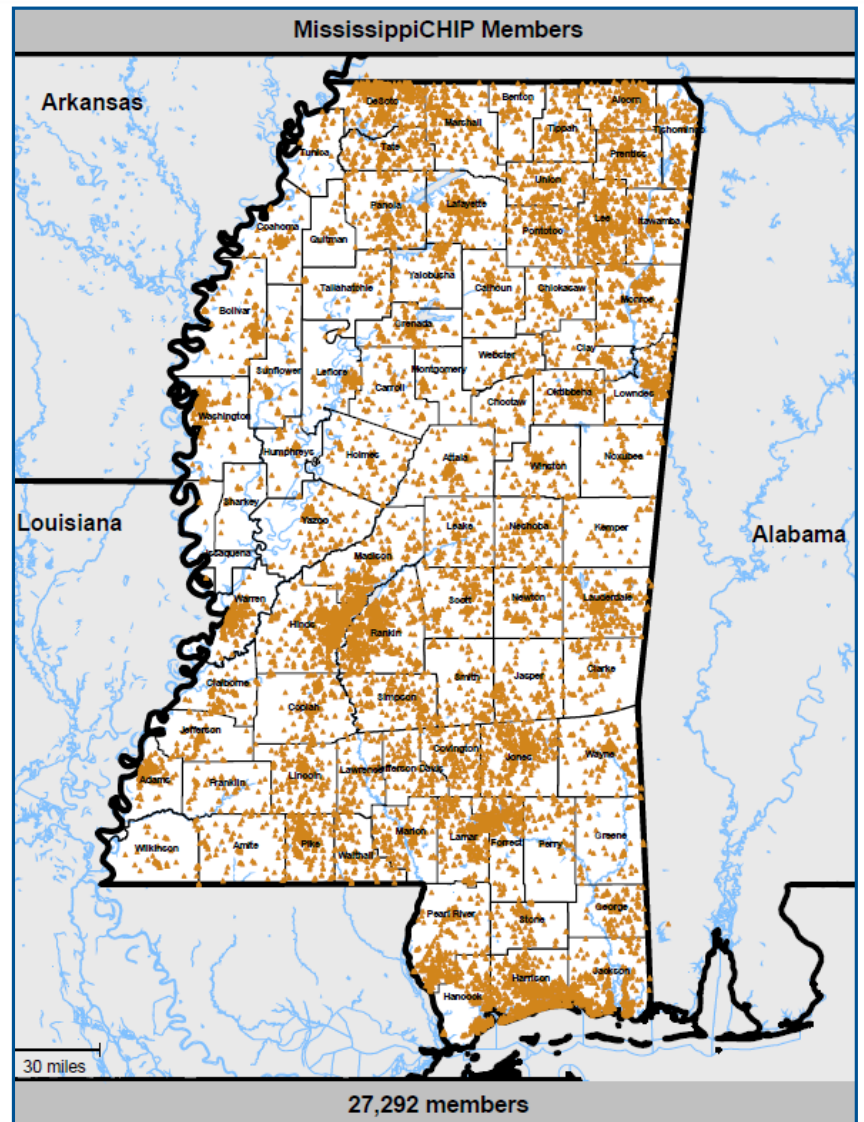 MississippiCHIP Members
Arkansas
DeSoto
Benton
Alcorn
Marshall
Tippah
Tishomingo
Tunica
Tate
Prentiss
Union
Panola
Lafayette
Lee
Itawamba
Coahoma
Quitman
Pontotoc
Yalobusha
Tallahatchie
Calhoun
Chickasaw
Monroe
Bolivar
Grenada
Clay
Webster
Sunflower
Leflore
Montgomery
Carroll
Oktibbeha
Lowndes
Choctaw
Washington
Humphreys
Holmes
Attala
Noxubee
Winston
Sharkey
Louisiana
Yazoo
Leake
Neshoba
Kemper
Alabama
Issaquena
Madison
Warren
Scott
Newton
Lauderdale
Hinds
Rankin
Claiborne
Smith
Jasper
Clarke
Simpson
Copiah
Jefferson
Covington
Jones
Wayne
Adams
Franklin
Lincoln
Lawrence
Jefferson Davis
Wilkinson
Amite
Pike
Walthall
Marion
Lamar
Forrest
Perry
Greene
Pearl River
Stone
George
Harrison
Jackson
Hancock
30 miles
27,292 members